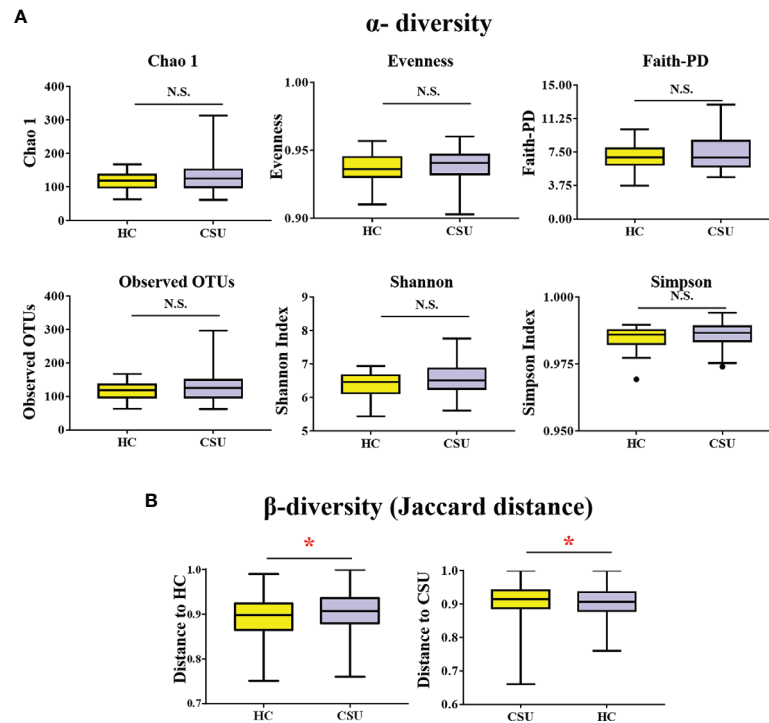 A
α- diversity
Chao 1
Evenness
Faith-PD
N.S.
N.S.
N.S.
Chao 1
400
300
200
100
0
HC
CSU
Evenness
1.00
0.95
0.90
HC
CSU
Faith-PD
15.00
11.25
7.50
3.75
0.00
HC
CSU
Observed OTUs
Shannon
Simpson
N.S.
N.S.
N.S.
Observed OTUs
400
300
200
100
0
HC
CSU
Shannon Index
9
8
7
6
5
HC
CSU
Simpson Index
1.000
0.975
0.950
HC
CSU
B
β-diversity (Jaccard distance)
*
*
Distance to HC
1.0
0.9
0.8
0.7
HC
CSU
Distance to CSU
1.0
0.9
0.8
0.7
0.6
CSU
HC